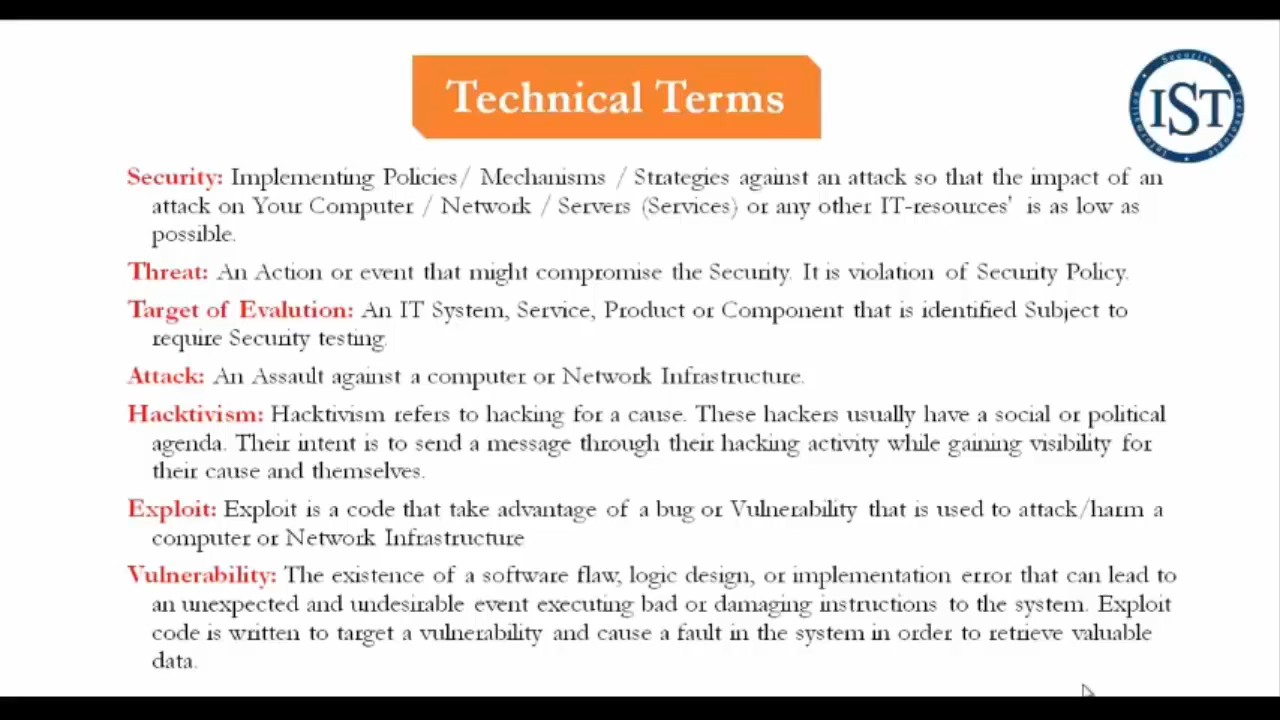 Technical Terms
Security
Information
Technologie
IST
Security: Implementing Policies/ Mechanisms / Strategies against an attack so that the impact of an
attack on Your Computer / Network / Servers (Services) or any other IT-resources' is as low as
possible.
Threat: An Action or event that might compromise the Security. It is violation of Security Policy.
Target of Evalution: An IT System, Service, Product or Component that is identified Subject to
require Security testing.
Attack: An Assault against a computer or Network Infrastructure.
Hacktivism: Hacktivism refers to hacking for a cause. These hackers usually have a social or political
agenda. Their intent is to send a message through their hacking activity while gaining visibility for
their cause and themselves.
Exploit: Exploit is a code that take advantage of a bug or Vulnerability that is used to attack/harm a
computer or Network Infrastructure
Vulnerability: The existence of a software flaw, logic design, or implementation error that can lead to
an unexpected and undesirable event executing bad or damaging instructions to the system. Exploit
code is written to target a vulnerability and cause a fault in the system in order to retrieve valuable
data.